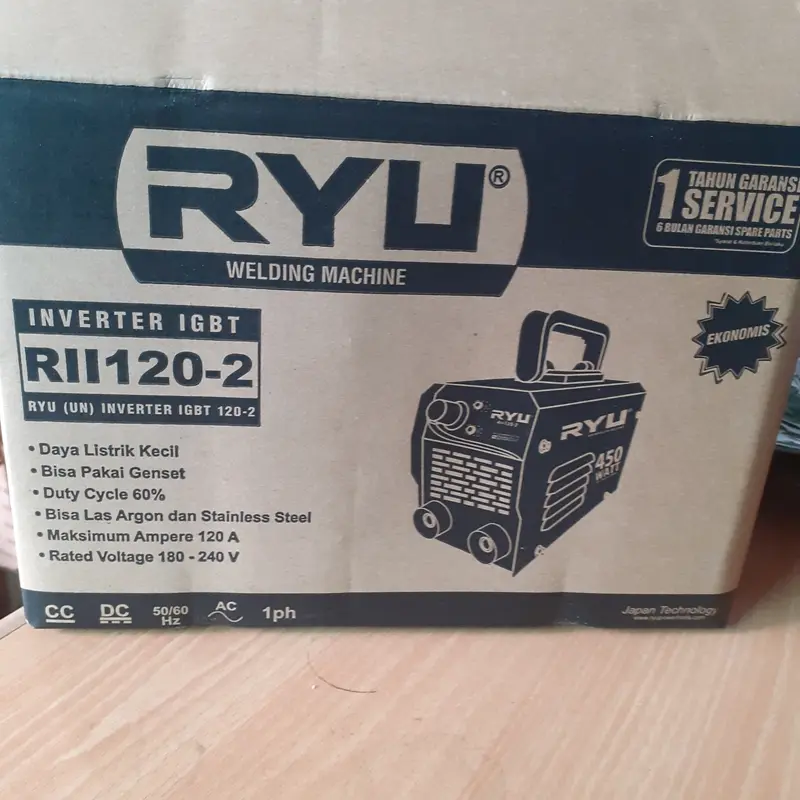 RYU®
WELDING MACHINE
1 TAHUN GARANSI
SERVICE
6 BULAN GARANSI SPARE PARTS
INVERTER IGBT
RII120-2
RYU (UN) INVERTER IGBT 120-2
EKONOMIS
• Daya Listrik Kecil
• Bisa Pakai Genset
• Duty Cycle 60%
• Bisa Las Argon dan Stainless Steel
• Maksimum Ampere 120 A
• Rated Voltage 180 - 240 V
RYU
RYU
450
WATT
CC
DC
50/60
Hz
AC
1ph
Japan Technology
www.ryupowertools.com